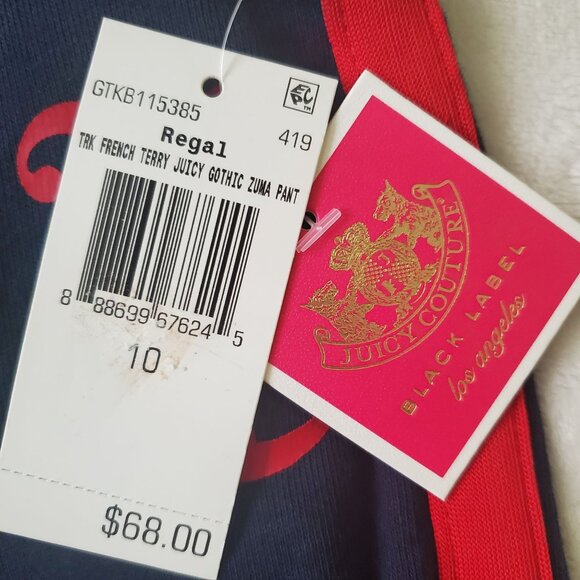 GTKB115385
EPC™
Regal
419
TRK FRENCH TERRY JUICY GOTHIC ZUMA PANT
8 88699 67624 5
10
$68.00
JUICY COUTURE
BLACK LABEL
los angeles